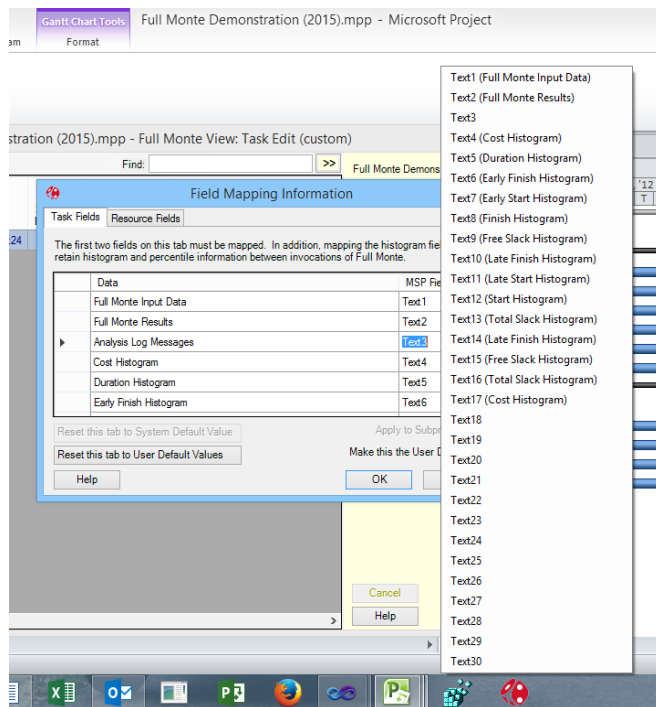 Gantt Chart Tools
Full Monte Demonstration (2015).mpp - Microsoft Project
am
Format
stration (2015).mpp - Full Monte View: Task Edit (custom)
Find:
>>
Full Monte Demons
'12
T
:24
Field Mapping Information
Task Fields
Resource Fields
The first two fields on this tab must be mapped. In addition, mapping the histogram fie
retain histogram and percentile information between invocations of Full Monte.
Data
MSP Fie
Full Monte Input Data
Text1
Full Monte Results
Text2
Analysis Log Messages
Text3
Cost Histogram
Text4
Duration Histogram
Text5
Early Finish Histogram
Text6
Reset this tab to System Default Value
Apply to Subpr
Reset this tab to User Default Values
Make this the User D
Help
OK
Cancel
Help
Text1 (Full Monte Input Data)
Text2 (Full Monte Results)
Text3
Text4 (Cost Histogram)
Text5 (Duration Histogram)
Text6 (Early Finish Histogram)
Text7 (Early Start Histogram)
Text8 (Finish Histogram)
Text9 (Free Slack Histogram)
Text10 (Late Finish Histogram)
Text11 (Late Start Histogram)
Text12 (Start Histogram)
Text13 (Total Slack Histogram)
Text14 (Late Finish Histogram)
Text15 (Free Slack Histogram)
Text16 (Total Slack Histogram)
Text17 (Cost Histogram)
Text18
Text19
Text20
Text21
Text22
Text23
Text24
Text25
Text26
Text27
Text28
Text29
Text30